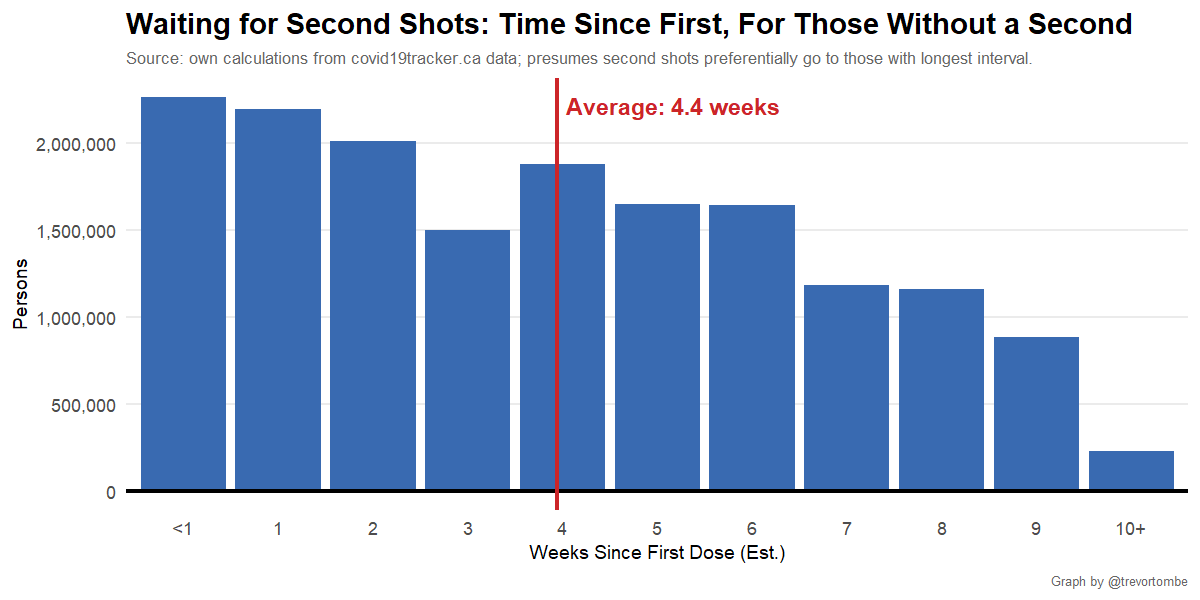 Waiting for Second Shots: Time Since First, For Those Without a Second
Source: own calculations from covid19tracker.ca data; presumes second shots preferentially go to those with longest interval.
Average: 4.4 weeks
Persons
2,000,000
1,500,000
1,000,000
500,000
0
<1 1 2 3 4 5 6 7 8 9 10+
Weeks Since First Dose (Est.)
Graph by @trevortombe